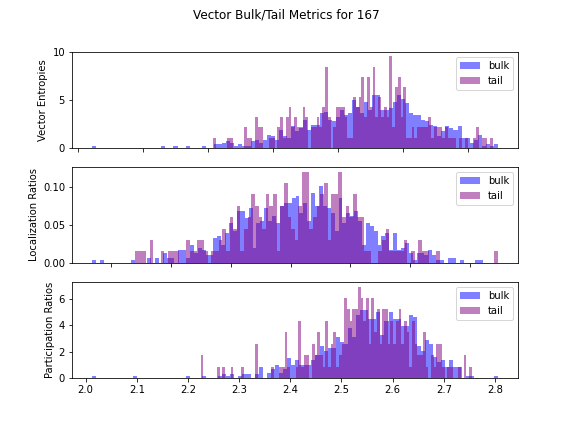 Vector Bulk/Tail Metrics for 167
Vector Entropies
10
5
0
bulk
tail
Localization Ratios
0.10
0.05
0.00
bulk
tail
Participation Ratios
6
4
2
0
bulk
tail
2.0 2.1 2.2 2.3 2.4 2.5 2.6 2.7 2.8